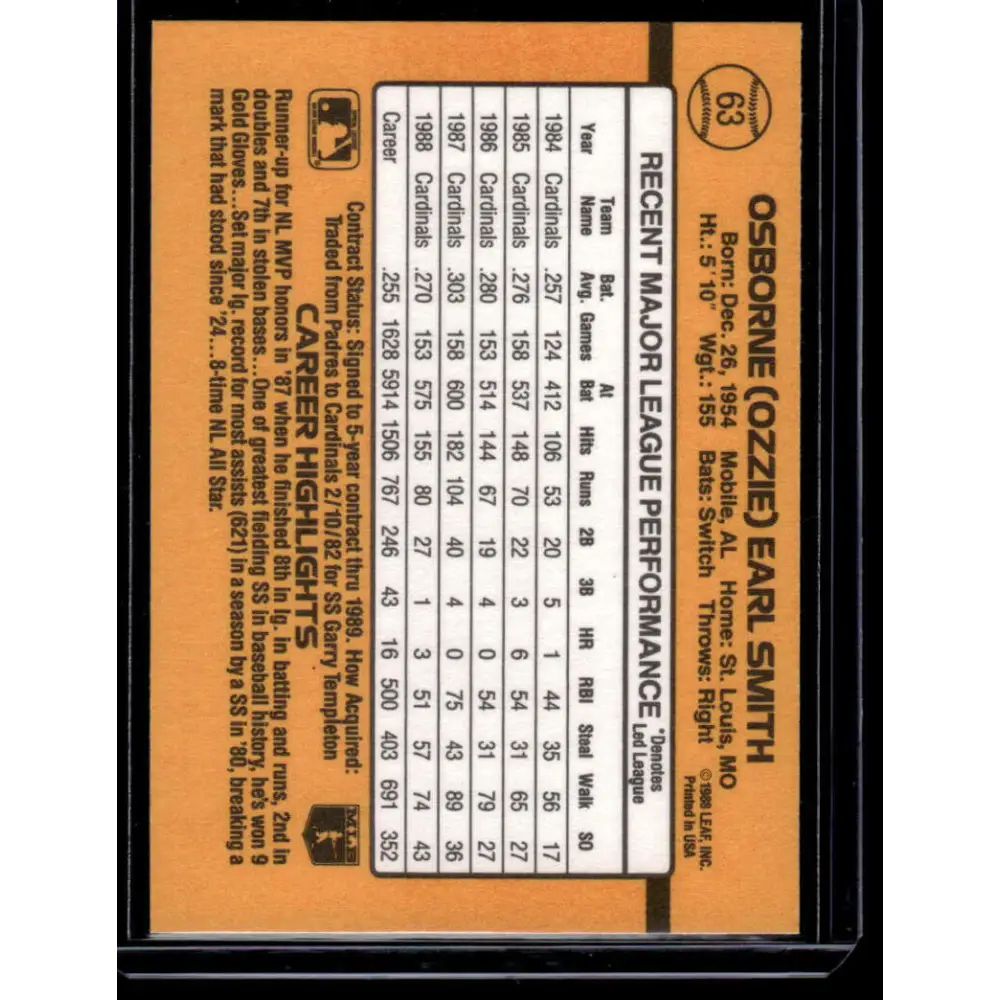 63
OSBORNE (OZZIE) EARL SMITH
Born: Dec. 26, 1954 Mobile, AL Home: St. Louis, MO
Ht.: 5'10" Wgt.: 155 Bats: Switch Throws: Right
©1988 LEAF, INC.
Printed in USA
RECENT MAJOR LEAGUE PERFORMANCE
*Denotes
Led League
Year Team Name Bat. Avg. Games At Bat Hits Runs 2B 3B HR RBI Steal Walk SO
1984 Cardinals .257 124 412 106 53 20 5 1 44 35 56 17
1985 Cardinals .276 158 537 148 70 22 3 6 54 31 65 27
1986 Cardinals .280 153 514 144 67 19 4 0 54 31 79 27
1987 Cardinals .303 158 600 182 104 40 4 0 75 43 89 36
1988 Cardinals .270 153 575 155 80 27 1 3 51 57 74 43
Career .255 1628 5914 1506 767 246 43 16 500 403 691 352
Contract Status: Signed to 5-year contract thru 1989. How Acquired:
Traded from Padres to Cardinals 2/10/82 for SS Garry Templeton
MLB
CAREER HIGHLIGHTS
Runner-up for NL MVP honors in '87 when he finished 8th in lg. in batting and runs, 2nd in
doubles and 7th in stolen bases...One of greatest fielding SS in baseball history, he's won 9
Gold Gloves...Set major lg. record for most assists (621) in a season by a SS in '80, breaking a
mark that had stood since '24...8-time NL All Star.